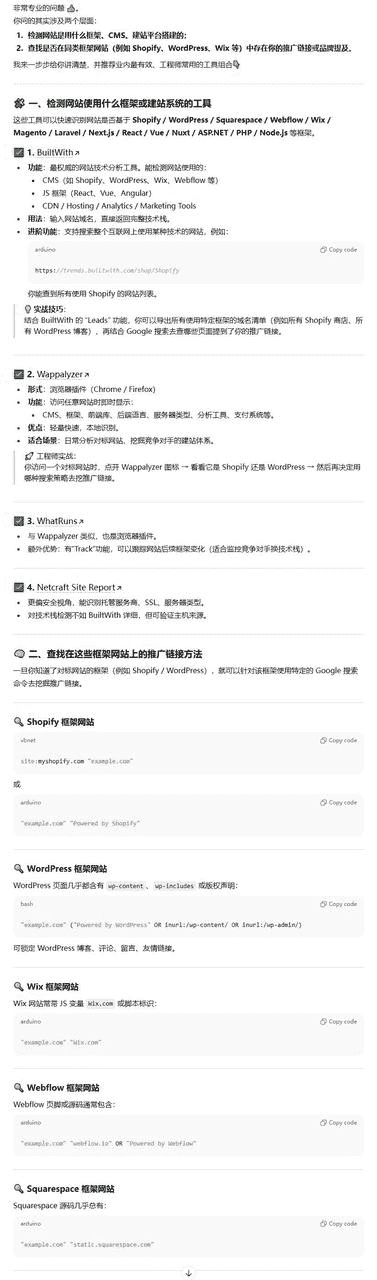 非常专业的问题 👍。
你问的其实涉及两个层面：
1. 检测网站是用什么框架、CMS、建站平台搭建的；
2. 查找是否在同类框架网站（例如 Shopify、WordPress、Wix 等）中存在你的推广链接或品牌提及。
我来一步步给你讲清楚，并推荐业内最有效、工程师常用的工具组合👇
🧩 一、检测网站使用什么框架或建站系统的工具
这些工具可以快速识别网站是否基于 Shopify / WordPress / Squarespace / Webflow / Wix /
Magento / Laravel / Next.js / React / Vue / Nuxt / ASP.NET / PHP / Node.js 等框架。
✅ 1. BuiltWith↗
• 功能：最权威的网站技术分析工具。能检测网站使用的：
• CMS（如 Shopify、WordPress、Wix、Webflow 等）
• JS 框架（React、Vue、Angular）
• CDN / Hosting / Analytics / Marketing Tools
• 用法：输入网站域名，直接返回完整技术栈。
• 进阶功能：支持搜索整个互联网上使用某种技术的网站，例如：
arduino Copy code
https://trends.builtwith.com/shop/Shopify
你能查到所有使用 Shopify 的网站列表。
💡 实战技巧：
结合 BuiltWith 的 “Leads” 功能，你可以导出所有使用特定框架的域名清单（例如所有 Shopify 商店、所
有 WordPress 博客），再结合 Google 搜索去查哪些页面提到了你的推广链接。
✅ 2. Wappalyzer↗
• 形式：浏览器插件（Chrome / Firefox）
• 功能：访问任意网站时即时显示：
• CMS、框架、前端库、后端语言、服务器类型、分析工具、支付系统等。
• 优点：轻量快速，本地识别。
• 适合场景：日常分析对标网站、挖掘竞争对手的建站体系。
🚀 工程师实战：
你访问一个对标网站时，点开 Wappalyzer 图标 → 看看它是 Shopify 还是 WordPress → 然后再决定用
哪种搜索策略去挖推广链接。
✅ 3. WhatRuns↗
• 与 Wappalyzer 类似，也是浏览器插件。
• 额外优势：有“Track”功能，可以跟踪网站后续框架变化（适合监控竞争对手换技术栈）。
✅ 4. Netcraft Site Report↗
• 更偏安全视角，能识别托管服务商、SSL、服务器类型。
• 对技术栈检测不如 BuiltWith 详细，但可验证主机来源。
🧠 二、查找在这些框架网站上的推广链接方法
一旦你知道了对标网站的框架（例如 Shopify / WordPress），就可以针对该框架使用特定的 Google 搜索
命令去挖掘推广链接。
🔍 Shopify 框架网站
vbnet Copy code
site:myshopify.com "example.com"
或
arduino Copy code
"example.com" "Powered by Shopify"
🔍 WordPress 框架网站
WordPress 页面几乎都含有 wp-content、wp-includes 或版权声明：
bash Copy code
"example.com" ("Powered by WordPress" OR inurl:/wp-content/ OR inurl:/wp-admin/)
可锁定 WordPress 博客、评论、留言、友情链接。
🔍 Wix 框架网站
Wix 网站常带 JS 变量 Wix.com 或脚本标识：
arduino Copy code
"example.com" "Wix.com"
🔍 Webflow 框架网站
Webflow 页脚或源码通常包含：
arduino Copy code
"example.com" "webflow.io" OR "Powered by Webflow"
🔍 Squarespace 框架网站
Squarespace 源码几乎总有：
arduino Copy code
"example.com" "static.squarespace.com"